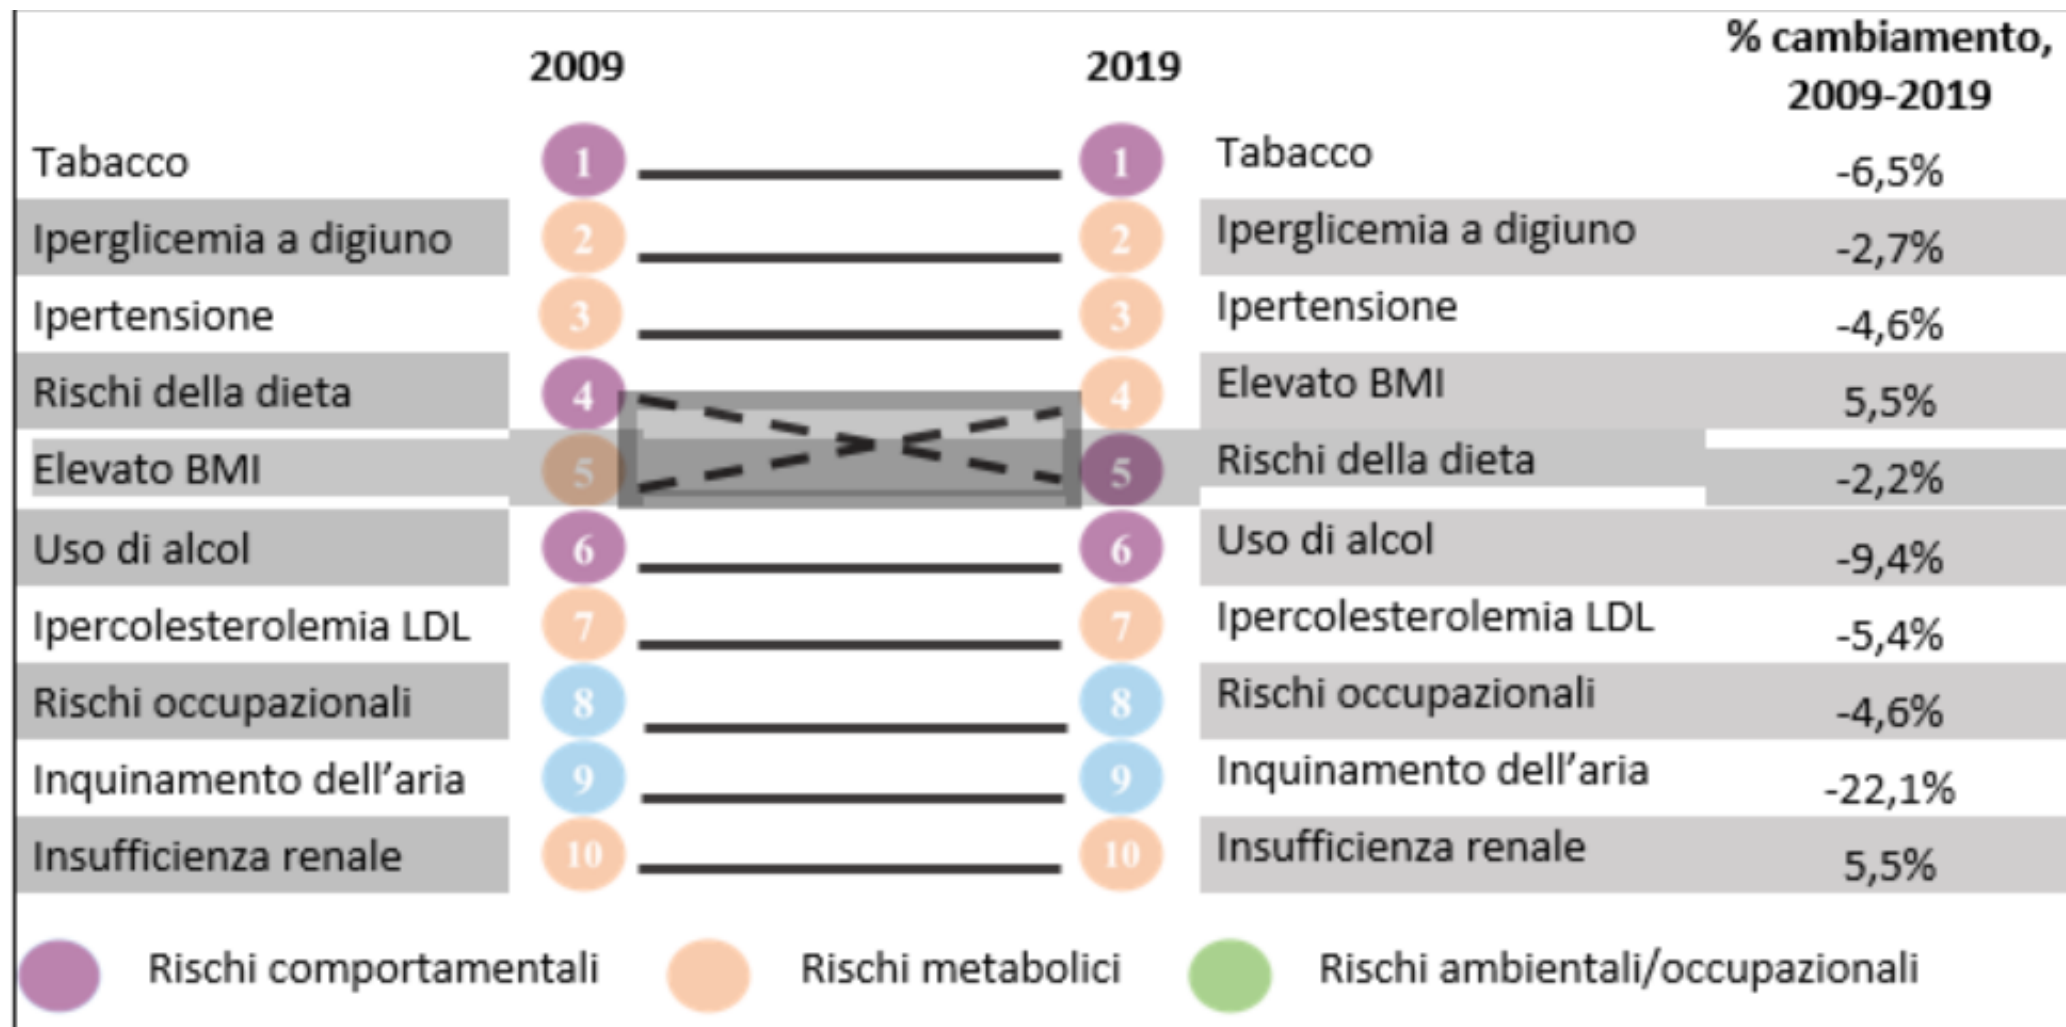 2009 2019 % cambiamento,
2009-2019
Tabacco 1 1 Tabacco -6,5%
Iperglicemia a digiuno 2 2 Iperglicemia a digiuno -2,7%
Ipertensione 3 3 Ipertensione -4,6%
Rischi della dieta 4 4 Elevato BMI 5,5%
Elevato BMI 5 5 Rischi della dieta -2,2%
Uso di alcol 6 6 Uso di alcol -9,4%
Ipercolesterolemia LDL 7 7 Ipercolesterolemia LDL -5,4%
Rischi occupazionali 8 8 Rischi occupazionali -4,6%
Inquinamento dell’aria 9 9 Inquinamento dell’aria -22,1%
Insufficienza renale 10 10 Insufficienza renale 5,5%
Rischi comportamentali Rischi metabolici Rischi ambientali/occupazionali